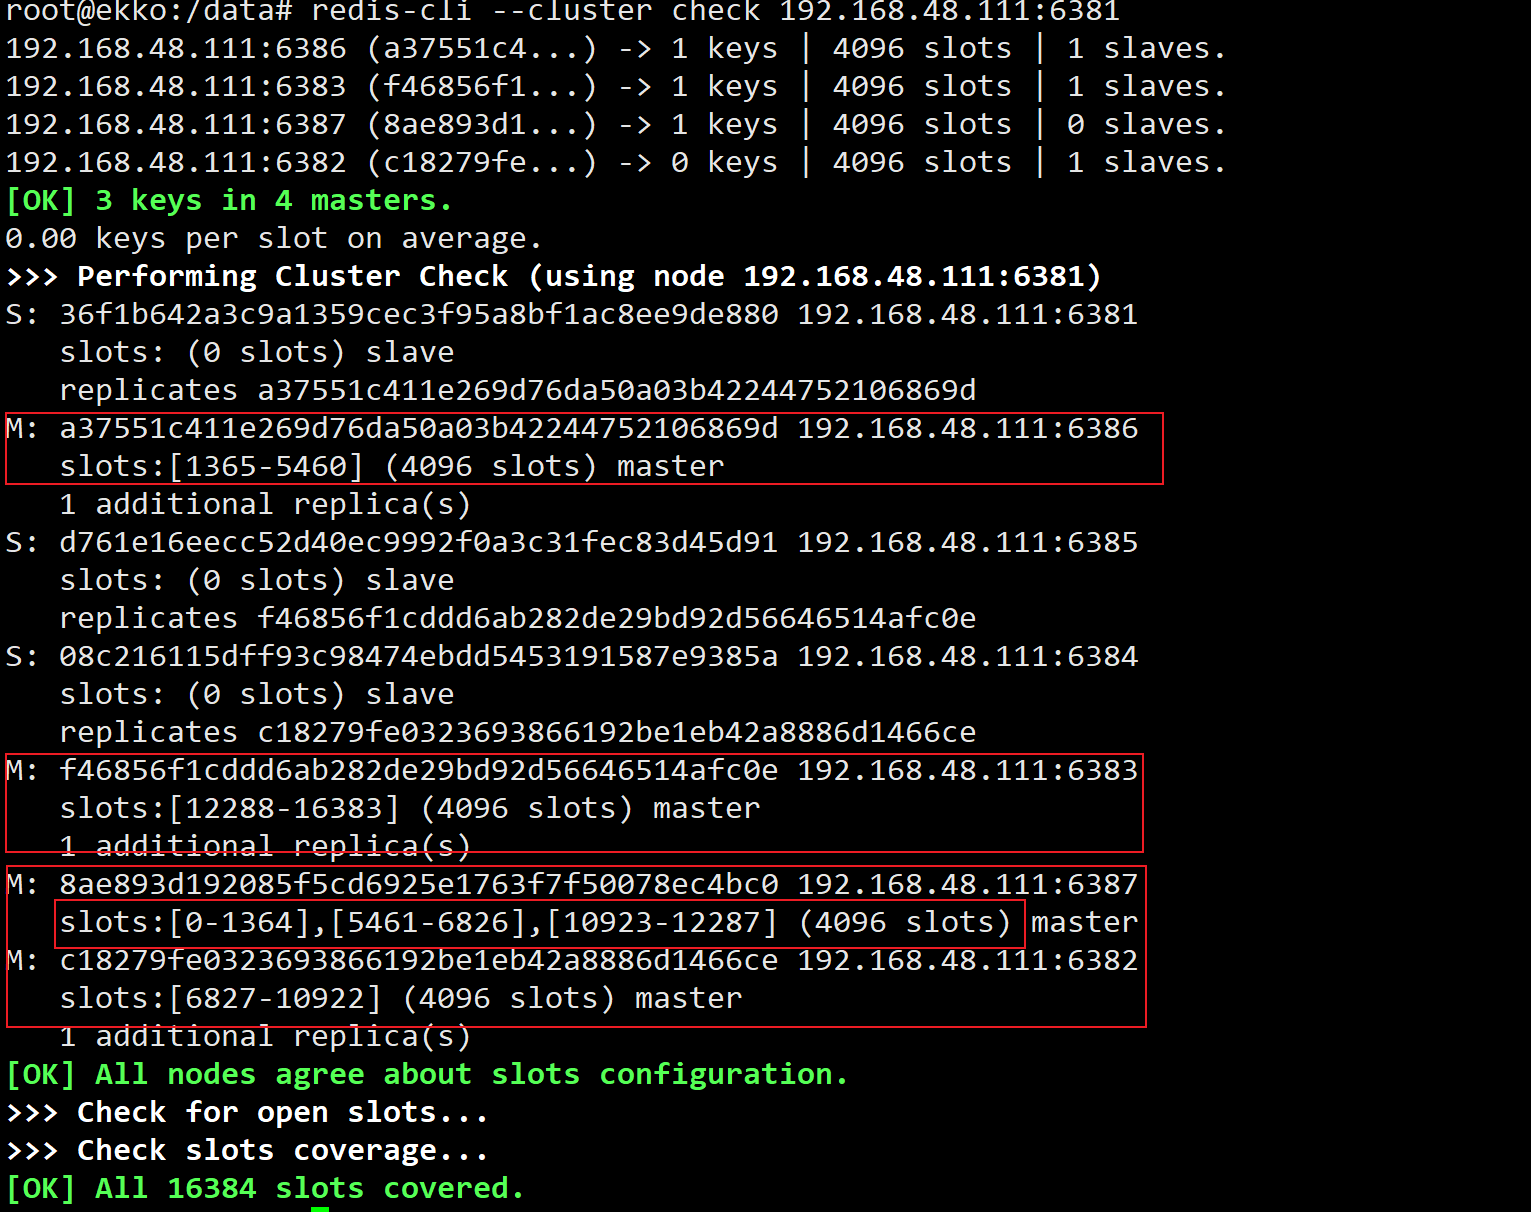 root@ekko:/data# redis-cli --cluster check 192.168.48.111:6381
192.168.48.111:6386 (a37551c4...) -> 1 keys | 4096 slots | 1 slaves.
192.168.48.111:6383 (f46856f1...) -> 1 keys | 4096 slots | 1 slaves.
192.168.48.111:6387 (8ae893d1...) -> 1 keys | 4096 slots | 0 slaves.
192.168.48.111:6382 (c18279fe...) -> 0 keys | 4096 slots | 1 slaves.
[OK] 3 keys in 4 masters.
0.00 keys per slot on average.
>>> Performing Cluster Check (using node 192.168.48.111:6381)
S: 36f1b642a3c9a1359cec3f95a8bf1ac8ee9de880 192.168.48.111:6381
   slots: (0 slots) slave
   replicates a37551c411e269d76da50a03b42244752106869d
M: a37551c411e269d76da50a03b42244752106869d 192.168.48.111:6386
   slots:[1365-5460] (4096 slots) master
   1 additional replica(s)
S: d761e16eecc52d40ec9992f0a3c31fec83d45d91 192.168.48.111:6385
   slots: (0 slots) slave
   replicates f46856f1cddd6ab282de29bd92d56646514afc0e
S: 08c216115dff93c98474ebdd5453191587e9385a 192.168.48.111:6384
   slots: (0 slots) slave
   replicates c18279fe0323693866192be1eb42a8886d1466ce
M: f46856f1cddd6ab282de29bd92d56646514afc0e 192.168.48.111:6383
   slots:[12288-16383] (4096 slots) master
   1 additional replica(s)
M: 8ae893d192085f5cd6925e1763f7f50078ec4bc0 192.168.48.111:6387
   slots:[0-1364],[5461-6826],[10923-12287] (4096 slots) master
M: c18279fe0323693866192be1eb42a8886d1466ce 192.168.48.111:6382
   slots:[6827-10922] (4096 slots) master
   1 additional replica(s)
[OK] All nodes agree about slots configuration.
>>> Check for open slots...
>>> Check slots coverage...
[OK] All 16384 slots covered.